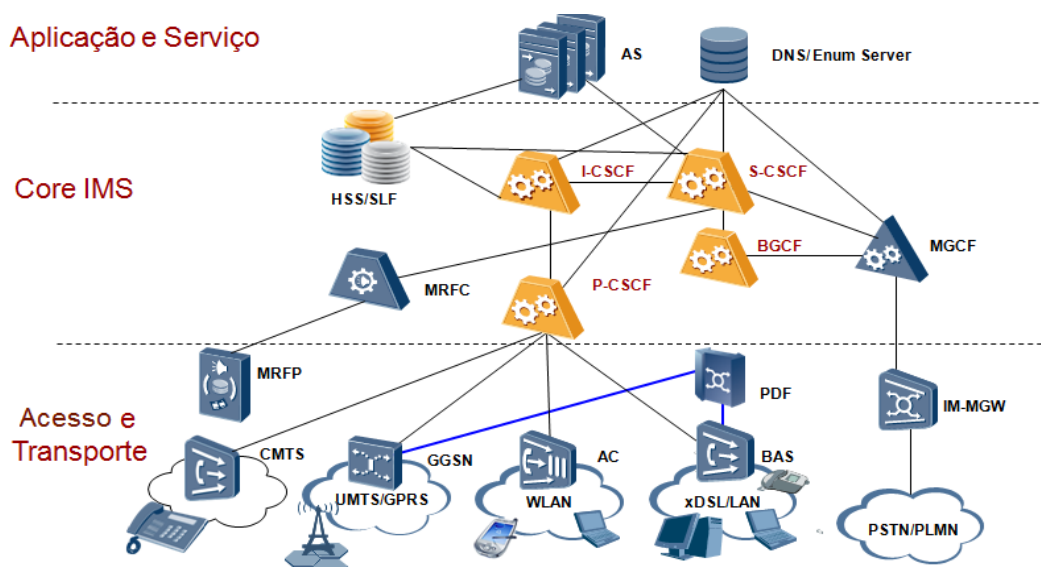 Aplicação e Serviço
AS
DNS/Enum Server
Core IMS
HSS/SLF
I-CSCF
S-CSCF
BGCF
MGCF
MRFC
P-CSCF
MRFP
PDF
IM-MGW
Acesso e
Transporte
CMTS
GGSN
AC
BAS
UMTS/GPRS
WLAN
xDSL/LAN
PSTN/PLMN